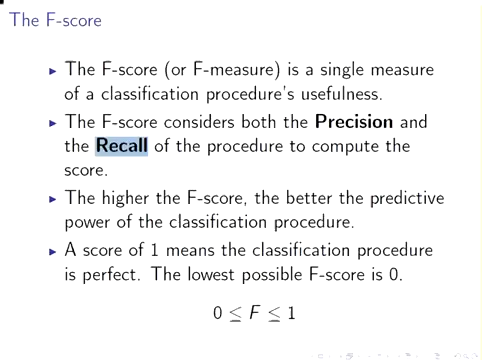 The F-score
▶ The F-score (or F-measure) is a single measure
of a classification procedure's usefulness.
▶ The F-score considers both the Precision and
the Recall of the procedure to compute the
score.
▶ The higher the F-score, the better the predictive
power of the classification procedure.
▶ A score of 1 means the classification procedure
is perfect. The lowest possible F-score is 0.
0 ≤ F ≤ 1